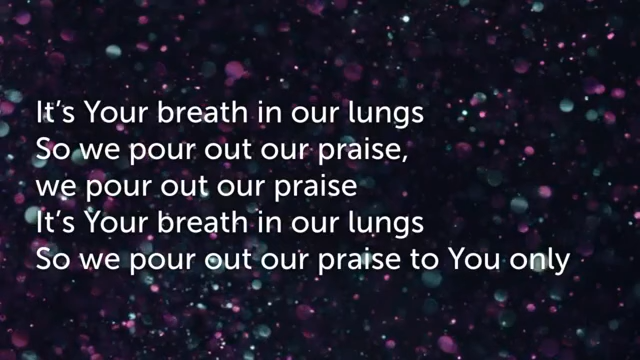 It’s Your breath in our lungs
So we pour out our praise,
we pour out our praise
It’s Your breath in our lungs
So we pour out our praise to You only